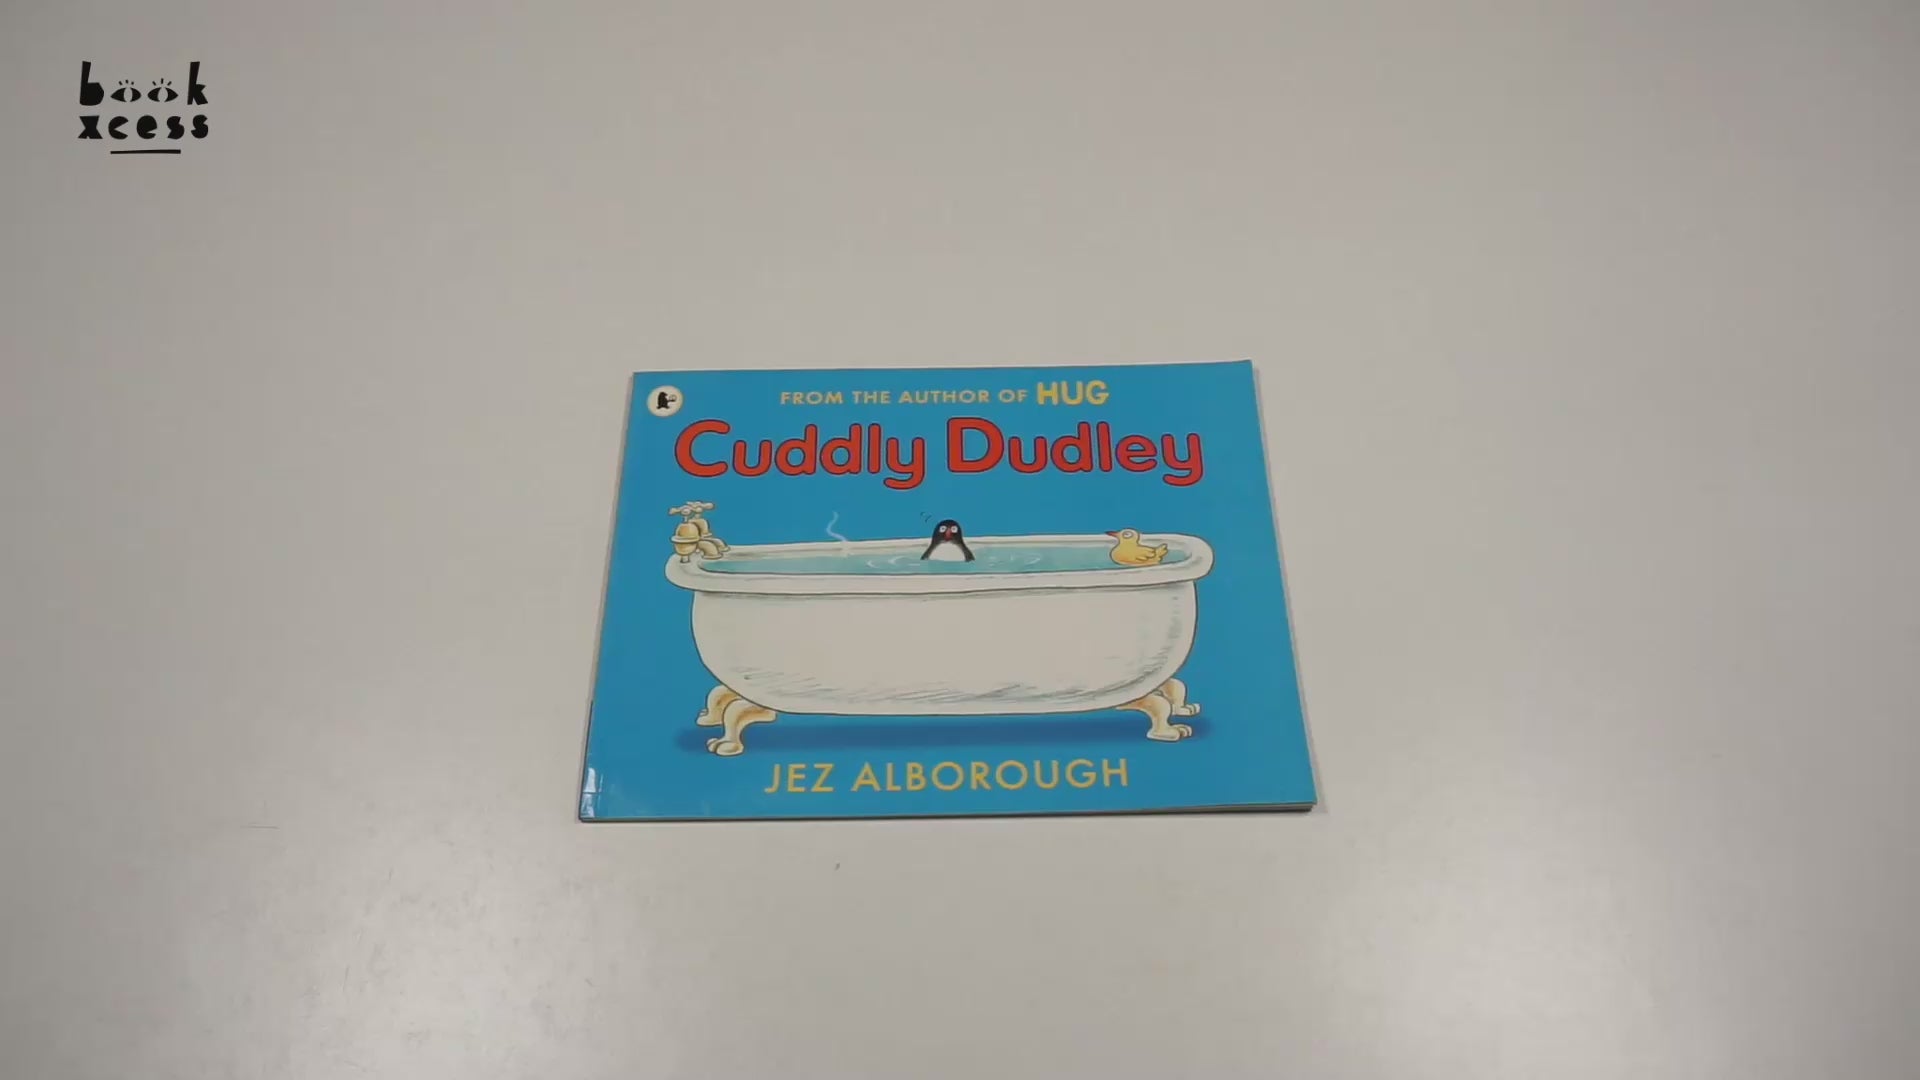 book
xcess
FROM THE AUTHOR OF HUG
Cuddly Dudley
JEZ ALBOROUGH